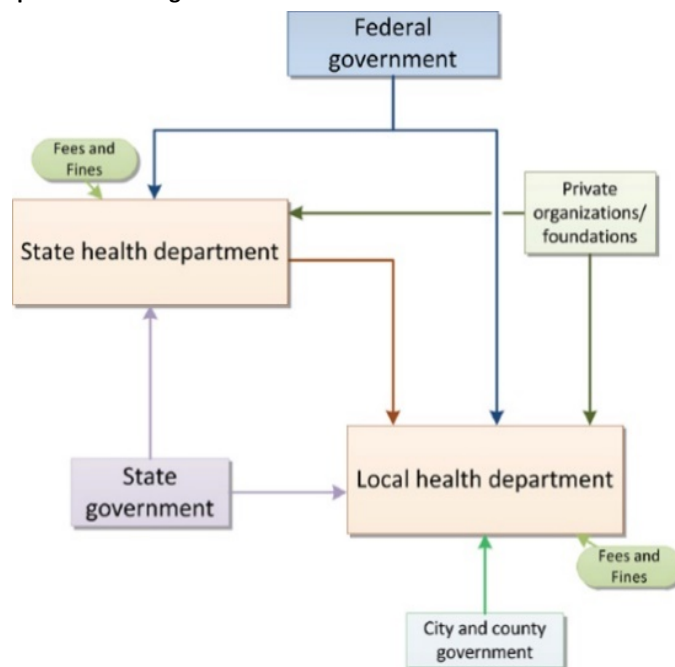 Federal
government
Fees and
Fines
Private
organizations/
foundations
State health department
State
government
Local health department
Fees and
Fines
City and county
government